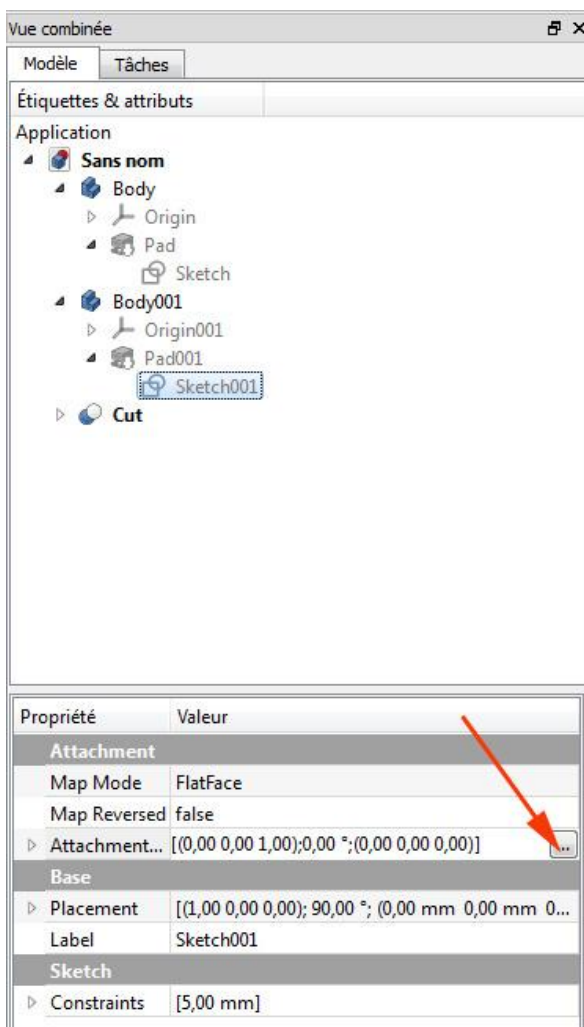 Vue combinée
Modèle Tâches
Étiquettes & attributs
Application
Sans nom
Body
Origin
Pad
Sketch
Body001
Origin001
Pad001
Sketch001
Cut
Propriété Valeur
Attachment
Map Mode FlatFace
Map Reversed false
Attachment... [(0,00 0,00 1,00);0,00 °;(0,00 0,00 0,00)] ...
Base
Placement [(1,00 0,00 0,00); 90,00 °; (0,00 mm 0,00 mm 0...
Label Sketch001
Sketch
Constraints [5,00 mm]